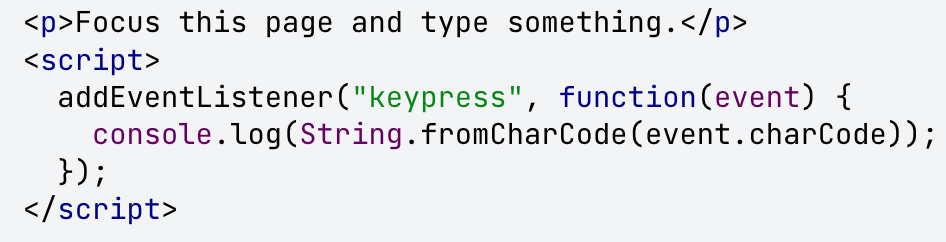 <p>Focus this page and type something.</p>
<script>
  addEventListener("keypress", function(event) {
    console.log(String.fromCharCode(event.charCode));
  });
</script>